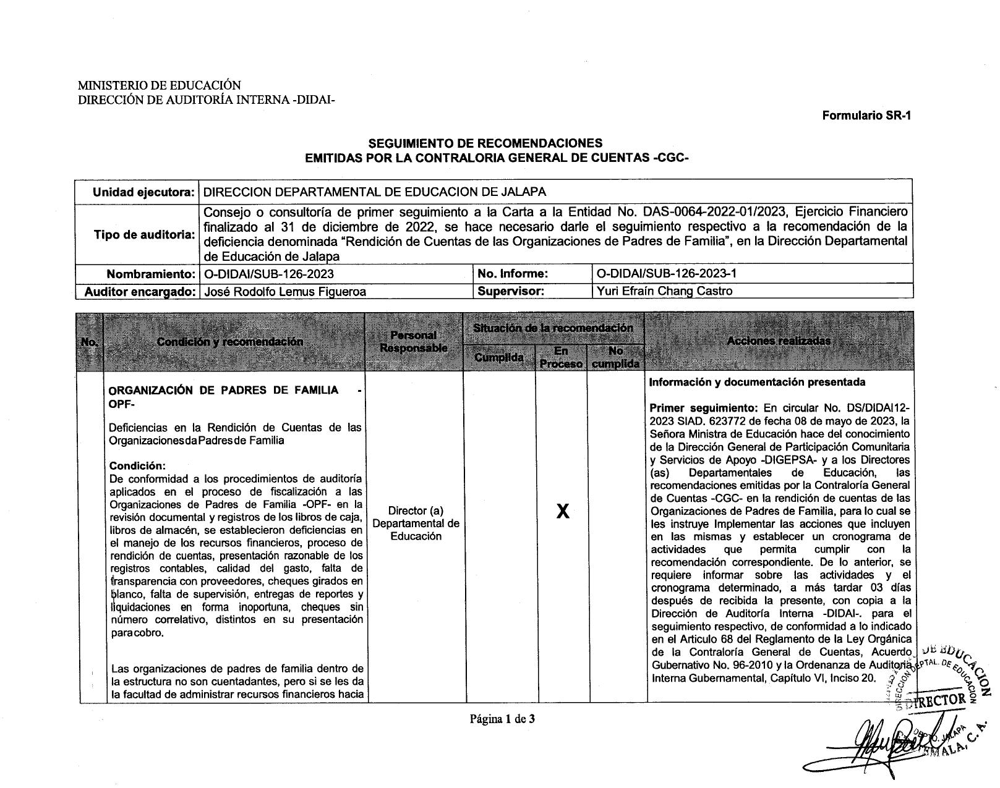 MINISTERIO DE EDUCACIÓN
DIRECCIÓN DE AUDITORÍA INTERNA -DIDAI-
Formulario SR-1
SEGUIMIENTO DE RECOMENDACIONES
EMITIDAS POR LA CONTRALORIA GENERAL DE CUENTAS -CGC-
Unidad ejecutora: DIRECCION DEPARTAMENTAL DE EDUCACION DE JALAPA
Tipo de auditoria: Consejo o consultoría de primer seguimiento a la Carta a la Entidad No. DAS-0064-2022-01/2023, Ejercicio Financiero
finalizado al 31 de diciembre de 2022, se hace necesario darle el seguimiento respectivo a la recomendación de la
deficiencia denominada “Rendición de Cuentas de las Organizaciones de Padres de Familia”, en la Dirección Departamental
de Educación de Jalapa
Nombramiento: O-DIDAI/SUB-126-2023 No. Informe: O-DIDAI/SUB-126-2023-1
Auditor encargado: José Rodolfo Lemus Figueroa Supervisor: Yuri Efraín Chang Castro
No. Condición y recomendación Personal Responsable Situación de la recomendación Acciones realizadas
Cumplida En Proceso No cumplida
ORGANIZACIÓN DE PADRES DE FAMILIA -
OPF-
Deficiencias en la Rendición de Cuentas de las
Organizaciones da Padres de Familia
Condición:
De conformidad a los procedimientos de auditoría
aplicados en el proceso de fiscalización a las
Organizaciones de Padres de Familia -OPF- en la
revisión documental y registros de los libros de caja,
libros de almacén, se establecieron deficiencias en
el manejo de los recursos financieros, proceso de
rendición de cuentas, presentación razonable de los
registros contables, calidad del gasto, falta de
transparencia con proveedores, cheques girados en
blanco, falta de supervisión, entregas de reportes y
liquidaciones en forma inoportuna, cheques sin
número correlativo, distintos en su presentación
para cobro.
Las organizaciones de padres de familia dentro de
la estructura no son cuentadantes, pero si se les da
la facultad de administrar recursos financieros hacia
Director (a)
Departamental de
Educación
X
Información y documentación presentada
Primer seguimiento: En circular No. DS/DIDAI12-
2023 SIAD. 623772 de fecha 08 de mayo de 2023, la
Señora Ministra de Educación hace del conocimiento
de la Dirección General de Participación Comunitaria
y Servicios de Apoyo -DIGEPSA- y a los Directores
(as) Departamentales de Educación, las
recomendaciones emitidas por la Contraloría General
de Cuentas -CGC- en la rendición de cuentas de las
Organizaciones de Padres de Familia, para lo cual se
les instruye Implementar las acciones que incluyen
en las mismas y establecer un cronograma de
actividades que permita cumplir con la
recomendación correspondiente. De lo anterior, se
requiere informar sobre las actividades y el
cronograma determinado, a más tardar 03 días
después de recibida la presente, con copia a la
Dirección de Auditoría Interna -DIDAI-. para el
seguimiento respectivo, de conformidad a lo indicado
en el Articulo 68 del Reglamento de la Ley Orgánica
de la Contraloría General de Cuentas, Acuerdo
Gubernativo No. 96-2010 y la Ordenanza de Auditoría
Interna Gubernamental, Capítulo VI, Inciso 20.
DE EDUCACION
DIRECCION DEPTAL. DE EDUCACION
DIRECTOR
DEPTO. JALAPA
C. A.
Página 1 de 3